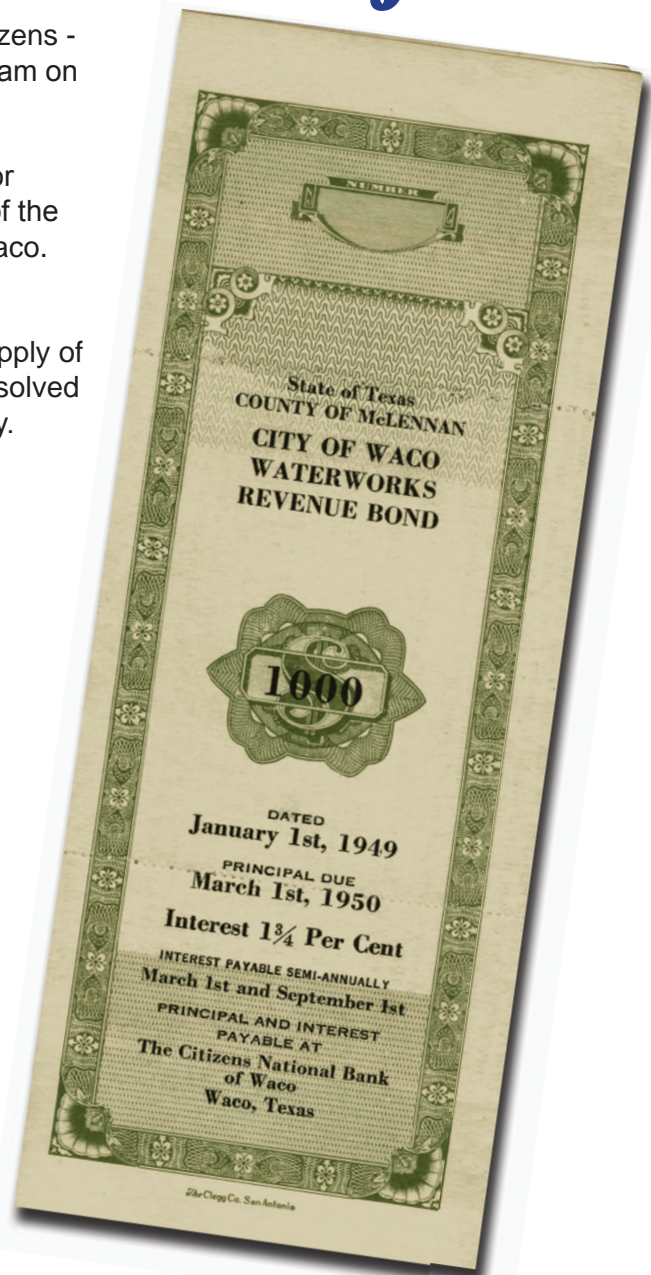 zens -
am on
or
of the
aco.
pply of
solved
y.
NUMBER
State of Texas
COUNTY OF McLENNAN
CITY OF WACO
WATERWORKS
REVENUE BOND
1000
DATED
January 1st, 1949
PRINCIPAL DUE
March 1st, 1950
Interest 1¾ Per Cent
INTEREST PAYABLE SEMI-ANNUALLY
March 1st and September 1st
PRINCIPAL AND INTEREST
PAYABLE AT
The Citizens National Bank
of Waco
Waco, Texas
The Clegg Co. San Antonio